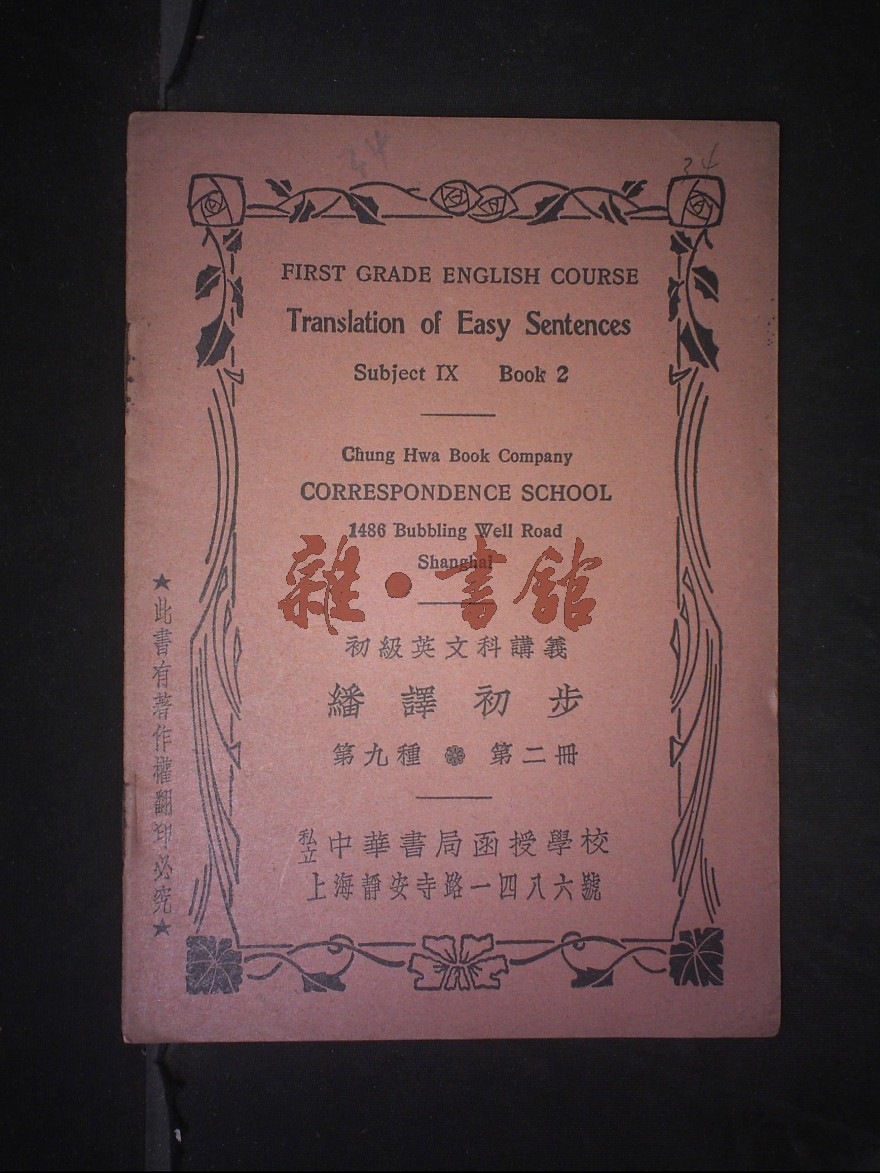 34
34
FIRST GRADE ENGLISH COURSE
Translation of Easy Sentences
Subject IX Book 2
Chung Hwa Book Company
CORRESPONDENCE SCHOOL
1486 Bubbling Well Road
Shanghai
雜·書館
初級英文科講義
繙譯初步
第九種 第二冊
私立中華書局函授學校
上海靜安寺路一四八六號
★此書有著作權翻印必究★